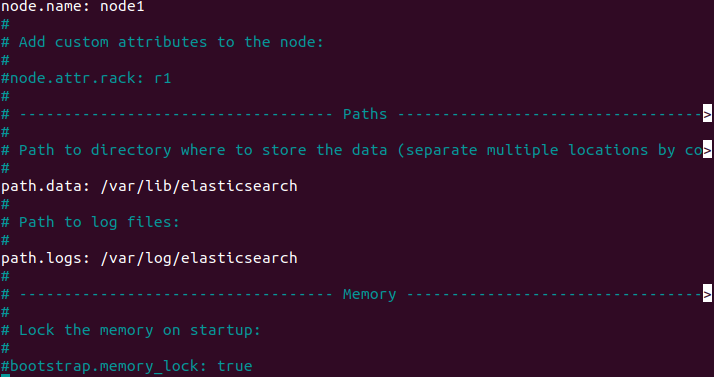 node.name: node1
#
# Add custom attributes to the node:
#
#node.attr.rack: r1
#
# ----------------------------------- Paths ---------------------------------->
#
# Path to directory where to store the data (separate multiple locations by co>
#
path.data: /var/lib/elasticsearch
#
# Path to log files:
#
path.logs: /var/log/elasticsearch
#
# ----------------------------------- Memory --------------------------------->
#
# Lock the memory on startup:
#
#bootstrap.memory_lock: true